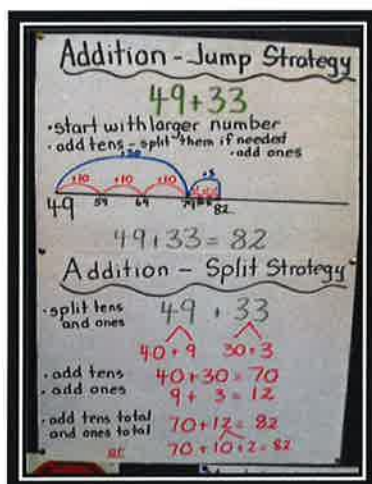 Addition - Jump Strategy
49+33
• start with larger number
• add tens - split them if needed
• add ones
+30
+3
+10 +10 +10
49 59 69 79 82
49+33 = 82
Addition - Split Strategy
• split tens and ones
49 + 33
40+9 30+3
• add tens 40+30=70
• add ones 9+ 3 = 12
• add tens total and ones total
70+12 = 82
70+10+2=82